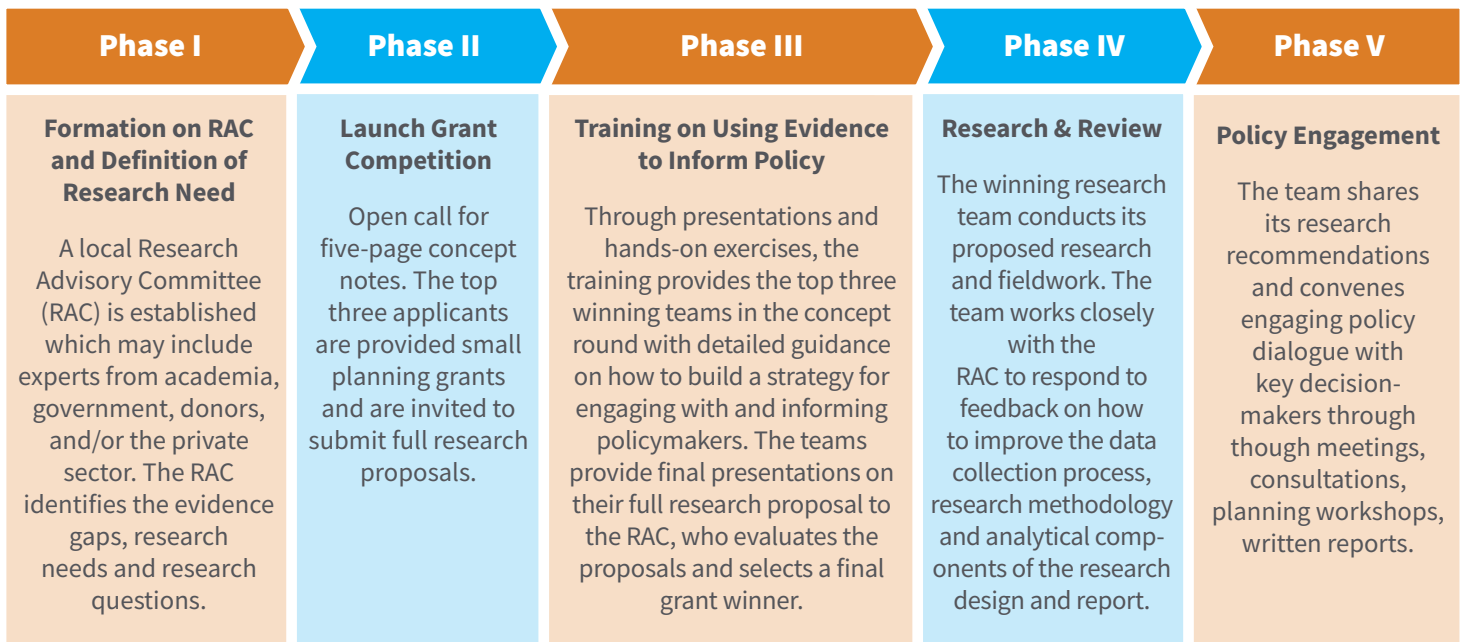 Phase I
Formation on RAC
and Definition of
Research Need
A local Research
Advisory Committee
(RAC) is established
which may include
experts from academia,
government, donors,
and/or the private
sector. The RAC
identifies the evidence
gaps, research
needs and research
questions.
Phase II
Launch Grant
Competition
Open call for
five-page concept
notes. The top
three applicants
are provided small
planning grants
and are invited to
submit full research
proposals.
Phase III
Training on Using Evidence
to Inform Policy
Through presentations and
hands-on exercises, the
training provides the top three
winning teams in the concept
round with detailed guidance
on how to build a strategy for
engaging with and informing
policymakers. The teams
provide final presentations on
their full research proposal to
the RAC, who evaluates the
proposals and selects a final
grant winner.
Phase IV
Research & Review
The winning research
team conducts its
proposed research
and fieldwork. The
team works closely
with the
RAC to respond to
feedback on how
to improve the data
collection process,
research methodology
and analytical comp-
onents of the research
design and report.
Phase V
Policy Engagement
The team shares
its research
recommendations
and convenes
engaging policy
dialogue with
key decision-
makers through
though meetings,
consultations,
planning workshops,
written reports.